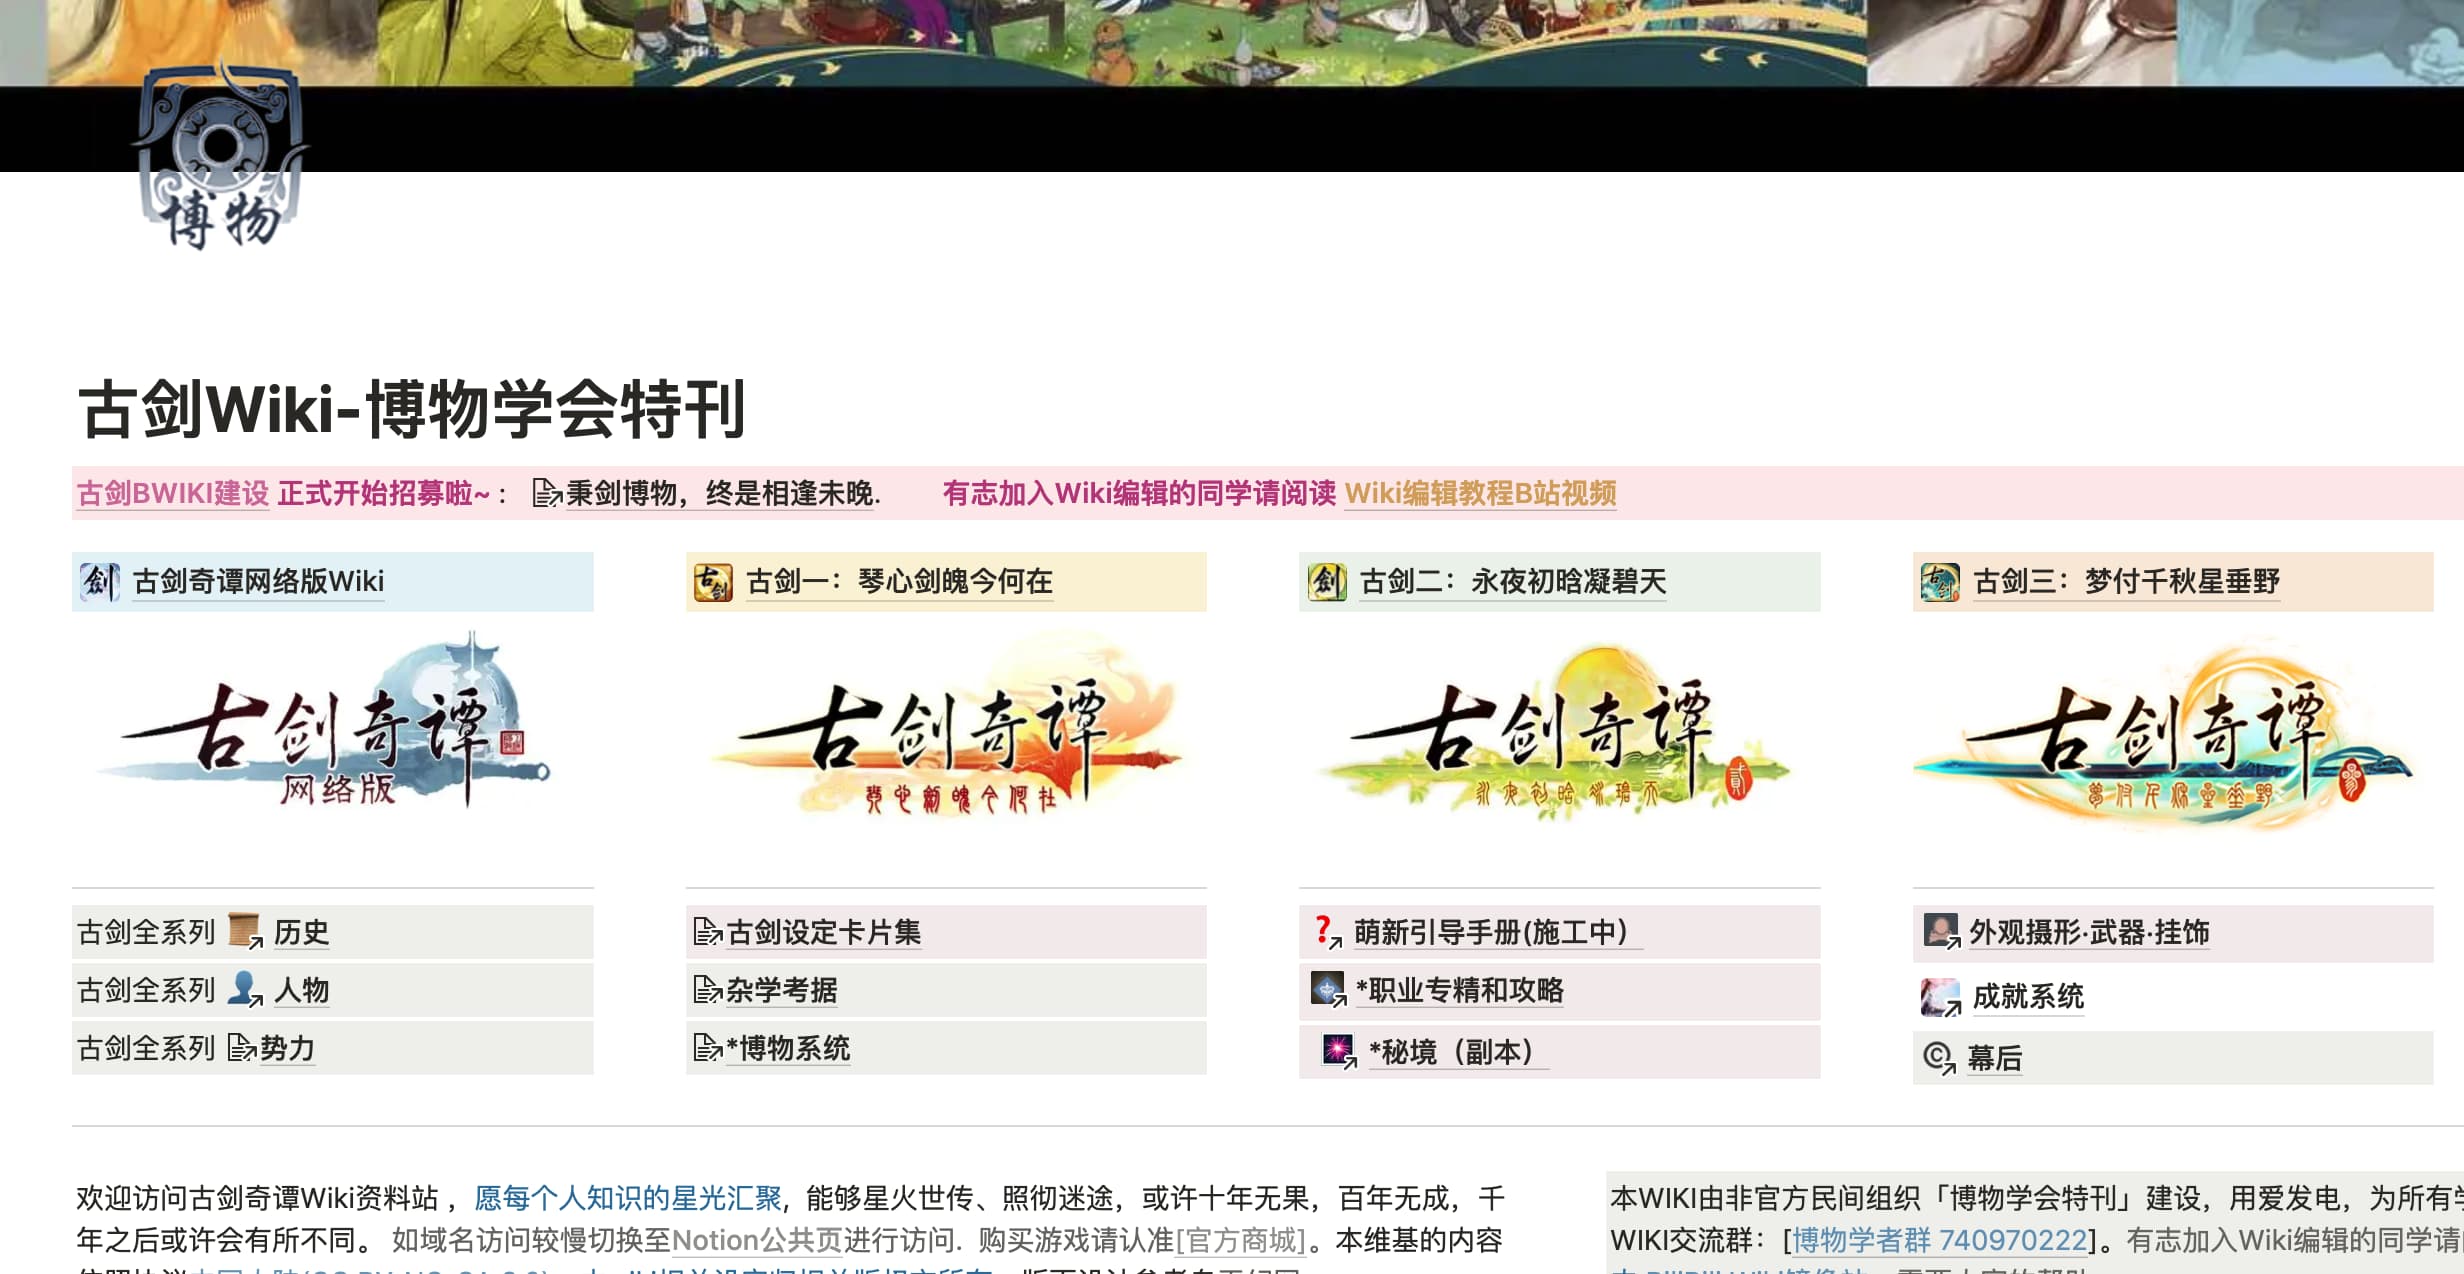 博物
古剑Wiki-博物学会特刊
古剑BWIKI建设 正式开始招募啦~： 秉剑博物，终是相逢未晚. 有志加入Wiki编辑的同学请阅读 Wiki编辑教程B站视频
古剑奇谭网络版Wiki
古剑奇谭
网络版
古剑一：琴心剑魄今何在
古剑奇谭
琴心剑魄今何在
古剑二：永夜初晗凝碧天
古剑奇谭
永夜初晗凝碧天
贰
古剑三：梦付千秋星垂野
古剑奇谭
梦付千秋星垂野
古剑全系列 历史
古剑全系列 人物
古剑全系列 势力
古剑设定卡片集
杂学考据
*博物系统
萌新引导手册(施工中）
*职业专精和攻略
*秘境（副本）
外观摄形·武器·挂饰
成就系统
幕后
欢迎访问古剑奇谭Wiki资料站 ，愿每个人知识的星光汇聚，能够星火世传、照彻迷途，或许十年无果，百年无成，千
年之后或许会有所不同。 如域名访问较慢切换至Notion公共页进行访问. 购买游戏请认准[官方商城]。本维基的内容
本WIKI由非官方民间组织「博物学会特刊」建设，用爱发电，为所有
WIKI交流群：[博物学者群 740970222]。有志加入Wiki编辑的同学请